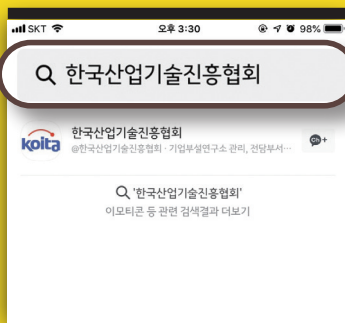 SKT 오후 3:30 98%
한국산업기술진흥협회
koita
한국산업기술진흥협회
@한국산업기술진흥협회 · 기업부설연구소 관리, 전담부서…
Ch+
'한국산업기술진흥협회'
이모티콘 등 관련 검색결과 더보기